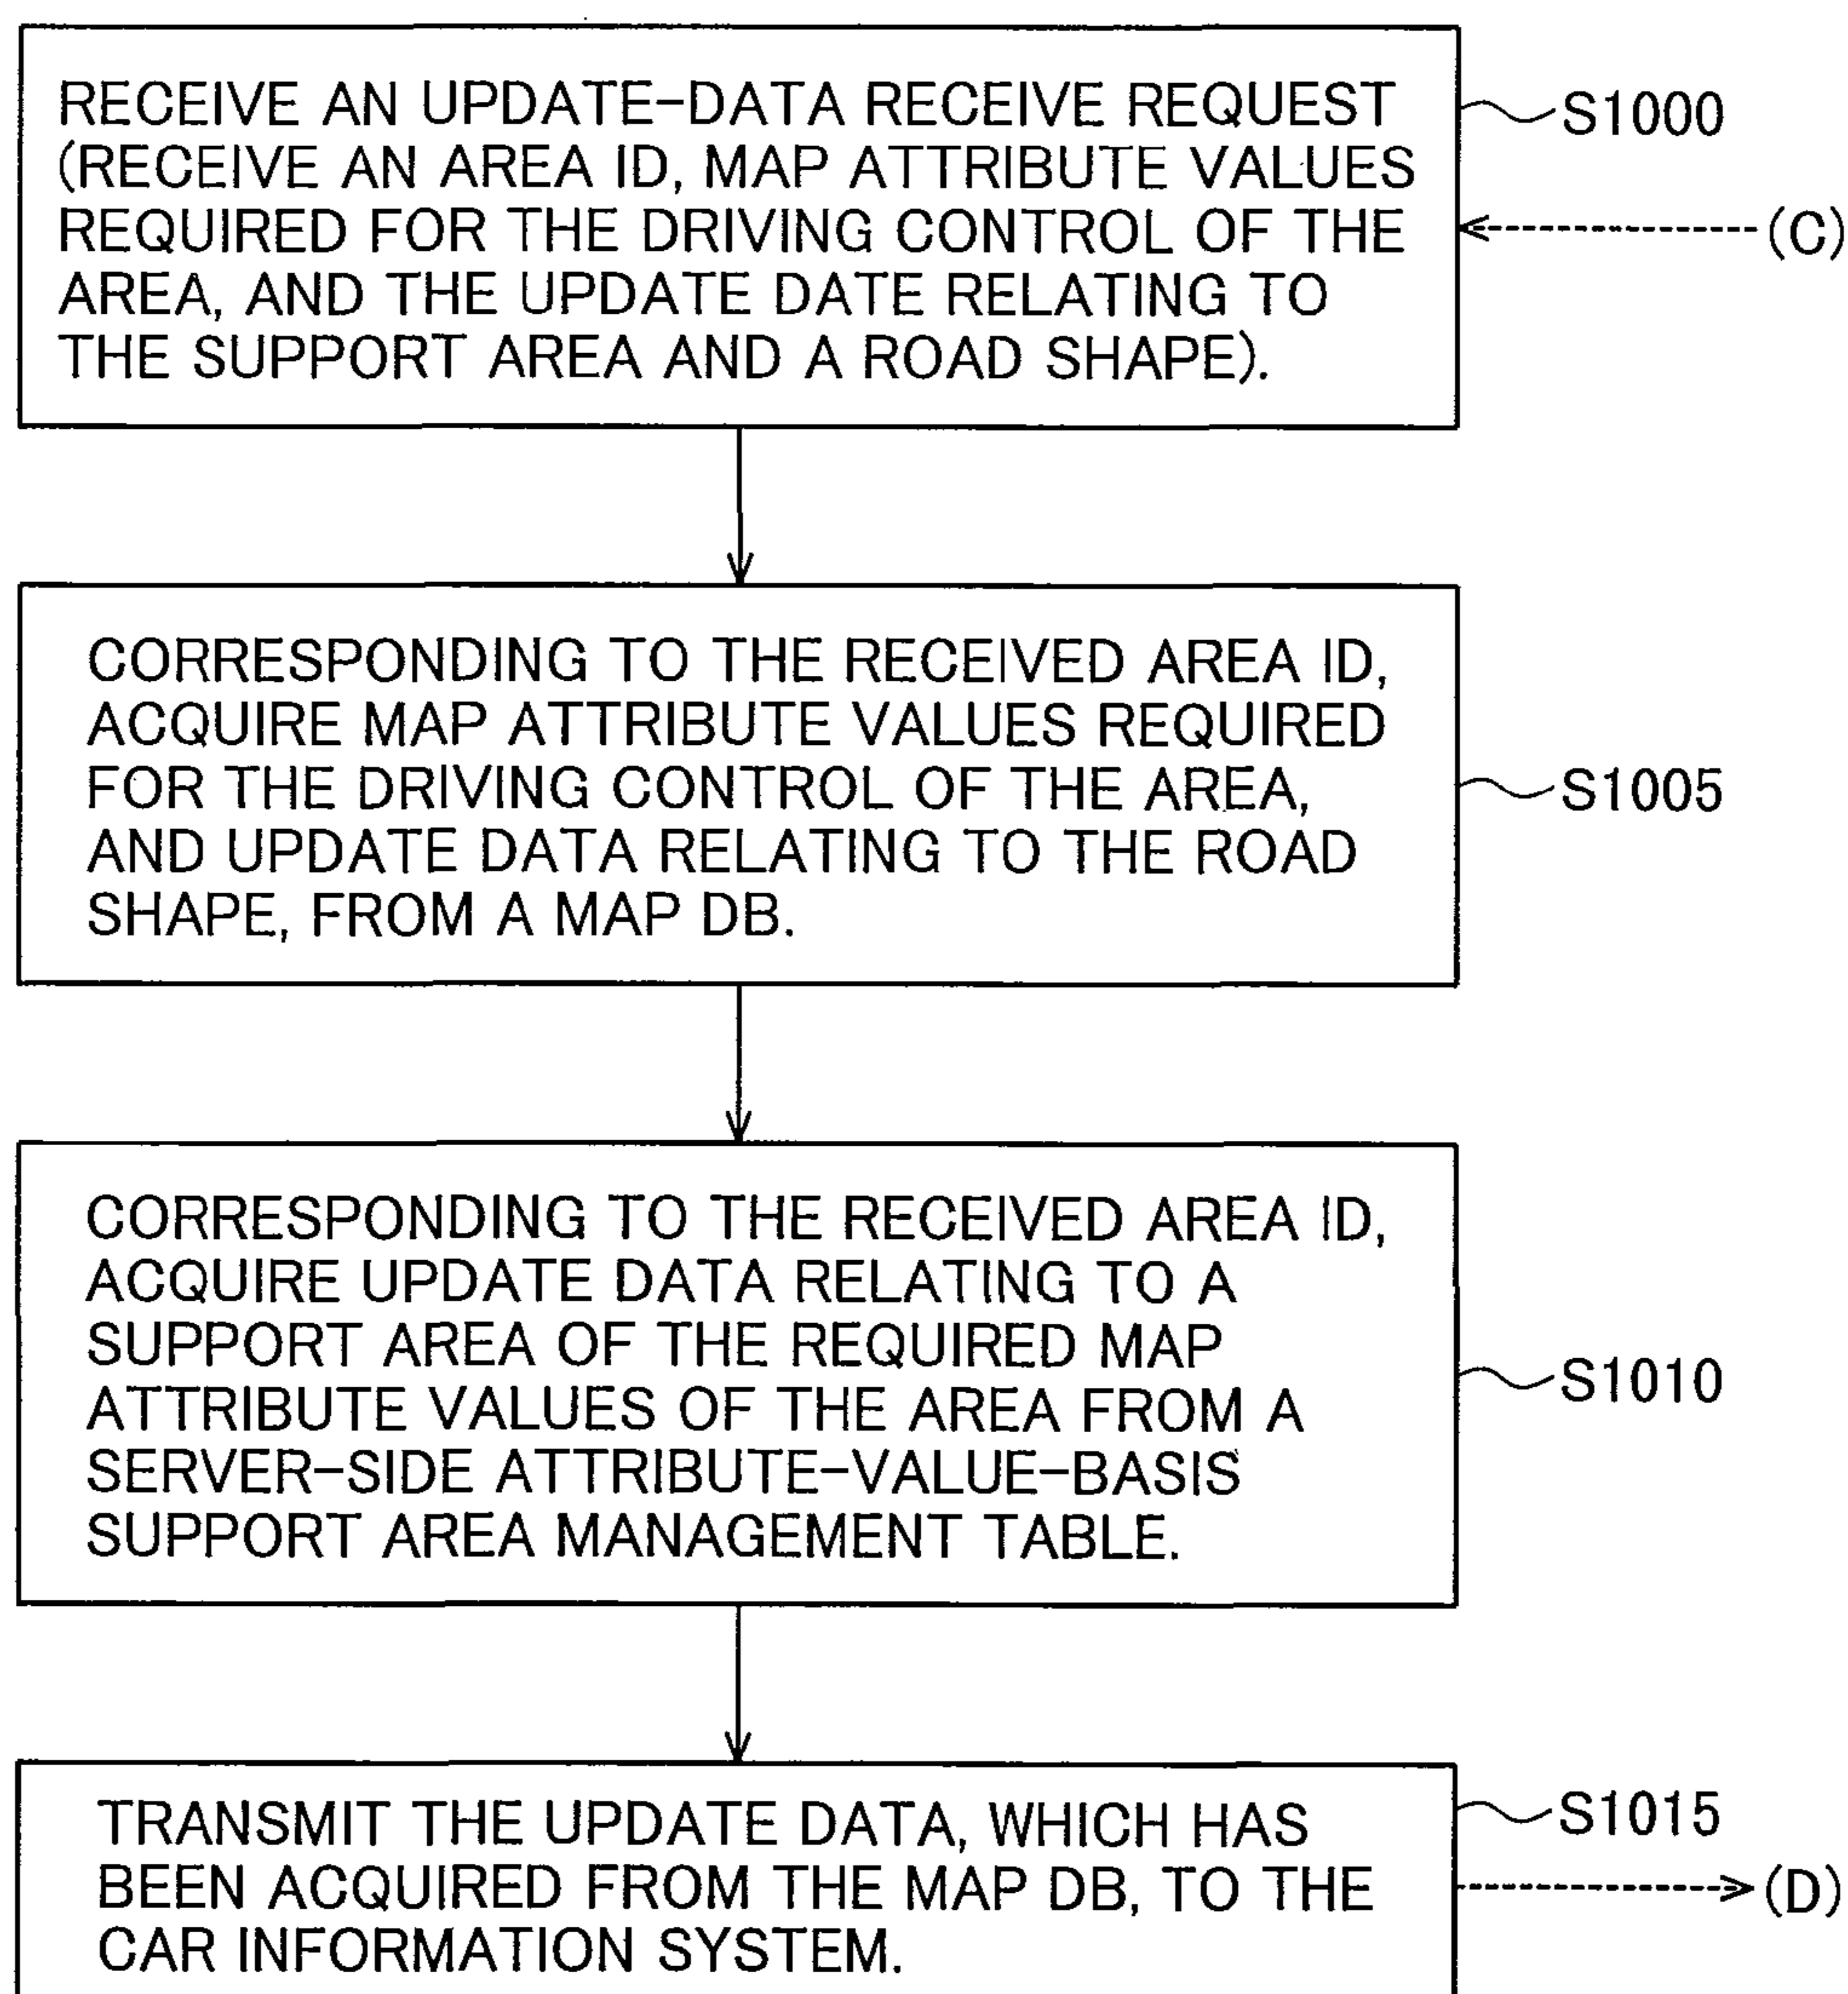 RECEIVE AN UPDATE-DATA RECEIVE REQUEST
(RECEIVE AN AREA ID, MAP ATTRIBUTE VALUES
REQUIRED FOR THE DRIVING CONTROL OF THE
AREA, AND THE UPDATE DATE RELATING TO
THE SUPPORT AREA AND A ROAD SHAPE).
S1000
(C)
CORRESPONDING TO THE RECEIVED AREA ID,
ACQUIRE MAP ATTRIBUTE VALUES REQUIRED
FOR THE DRIVING CONTROL OF THE AREA,
AND UPDATE DATA RELATING TO THE ROAD
SHAPE, FROM A MAP DB.
S1005
CORRESPONDING TO THE RECEIVED AREA ID,
ACQUIRE UPDATE DATA RELATING TO A
SUPPORT AREA OF THE REQUIRED MAP
ATTRIBUTE VALUES OF THE AREA FROM A
SERVER-SIDE ATTRIBUTE-VALUE-BASIS
SUPPORT AREA MANAGEMENT TABLE.
S1010
TRANSMIT THE UPDATE DATA, WHICH HAS
BEEN ACQUIRED FROM THE MAP DB, TO THE
CAR INFORMATION SYSTEM.
S1015
(D)